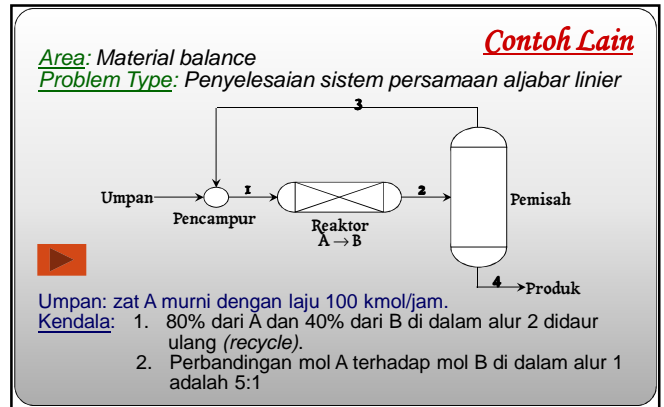 Contoh Lain
Area: Material balance
Problem Type: Penyelesaian sistem persamaan aljabar linier
3
Umpan
1
2
Pencampur
Reaktor
A → B
Pemisah
4
Produk
Umpan: zat A murni dengan laju 100 kmol/jam.
Kendala: 1. 80% dari A dan 40% dari B di dalam alur 2 didaur
ulang (recycle).
2. Perbandingan mol A terhadap mol B di dalam alur 1
adalah 5:1